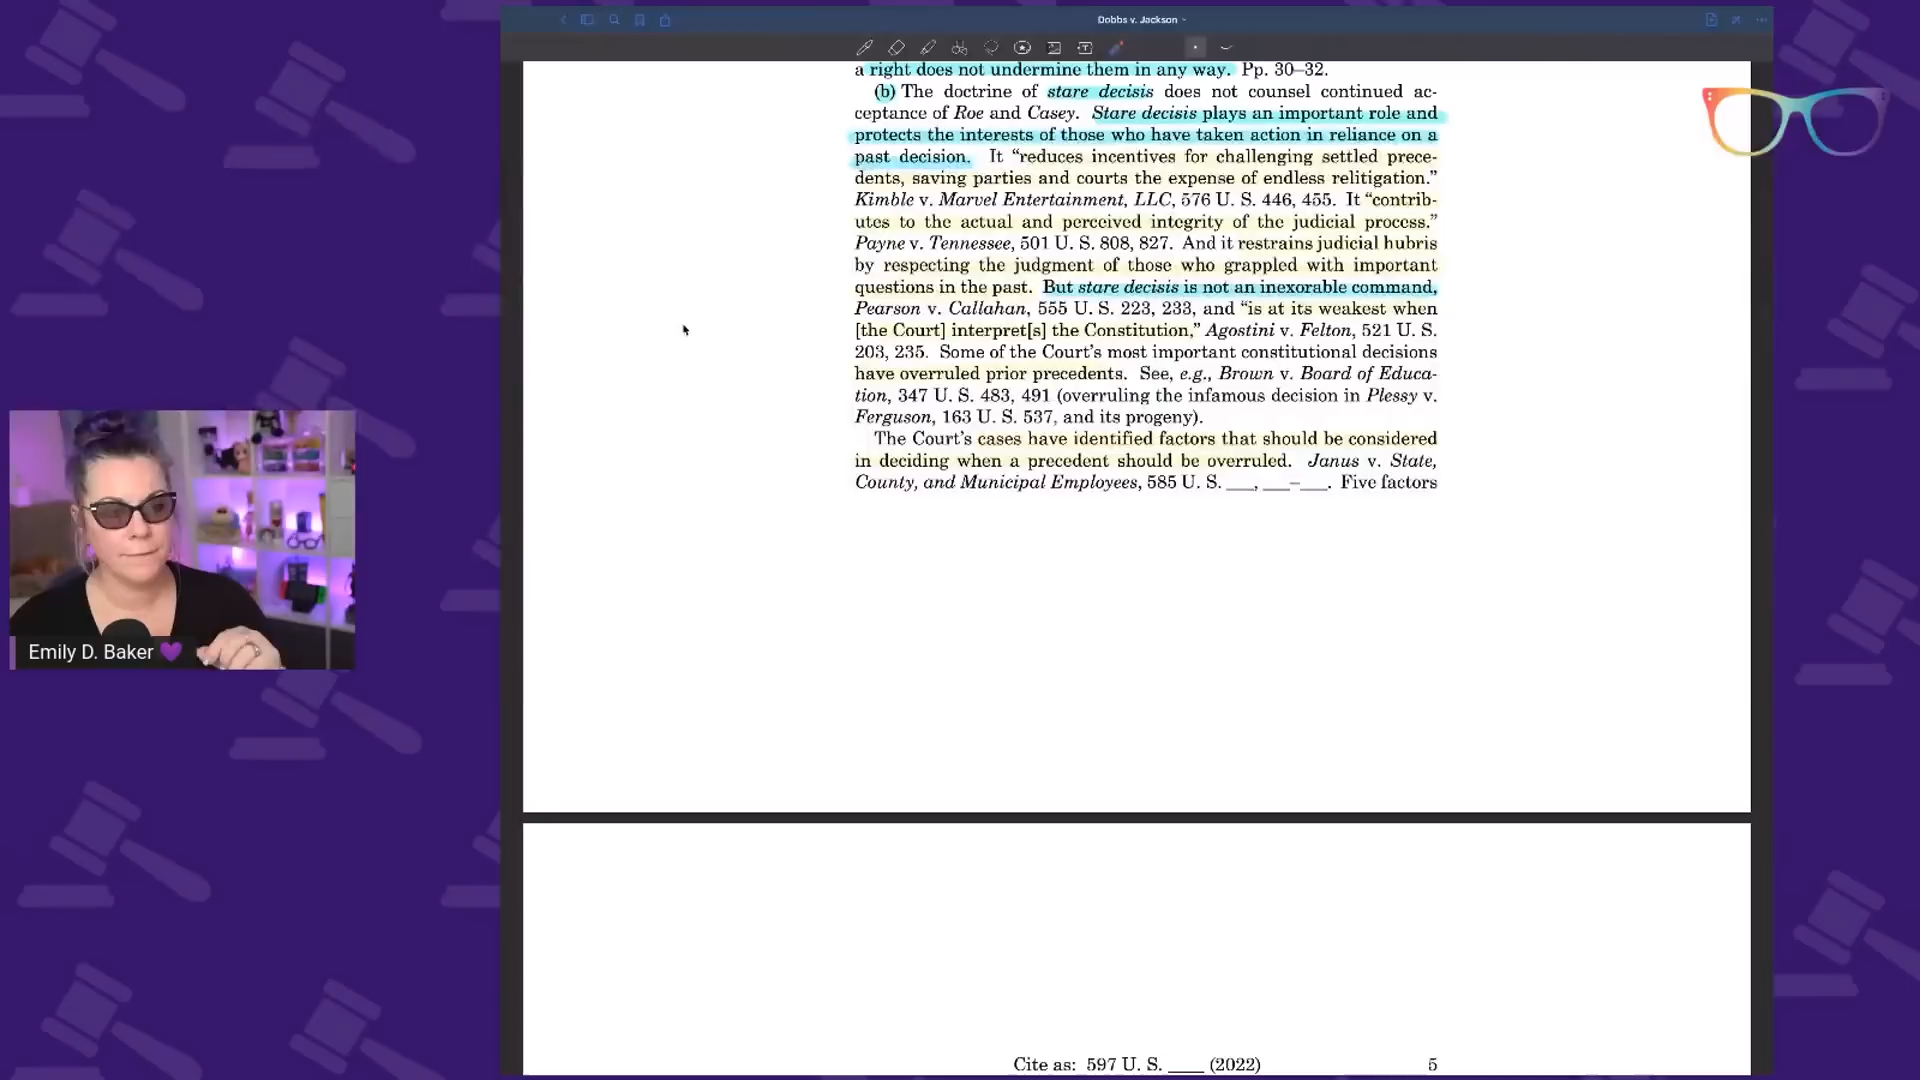 Dobbs v. Jackson
a right does not undermine them in any way. Pp. 30–32.
(b) The doctrine of stare decisis does not counsel continued ac-
ceptance of Roe and Casey. Stare decisis plays an important role and
protects the interests of those who have taken action in reliance on a
past decision. It “reduces incentives for challenging settled prece-
dents, saving parties and courts the expense of endless relitigation.”
Kimble v. Marvel Entertainment, LLC, 576 U. S. 446, 455. It “contrib-
utes to the actual and perceived integrity of the judicial process.”
Payne v. Tennessee, 501 U. S. 808, 827. And it restrains judicial hubris
by respecting the judgment of those who grappled with important
questions in the past. But stare decisis is not an inexorable command,
Pearson v. Callahan, 555 U. S. 223, 233, and “is at its weakest when
[the Court] interpret[s] the Constitution,” Agostini v. Felton, 521 U. S.
203, 235. Some of the Court’s most important constitutional decisions
have overruled prior precedents. See, e.g., Brown v. Board of Educa-
tion, 347 U. S. 483, 491 (overruling the infamous decision in Plessy v.
Ferguson, 163 U. S. 537, and its progeny).
The Court’s cases have identified factors that should be considered
in deciding when a precedent should be overruled. Janus v. State,
County, and Municipal Employees, 585 U. S. ___, ___–___. Five factors
Emily D. Baker 💜
Cite as: 597 U. S. ____ (2022) 5